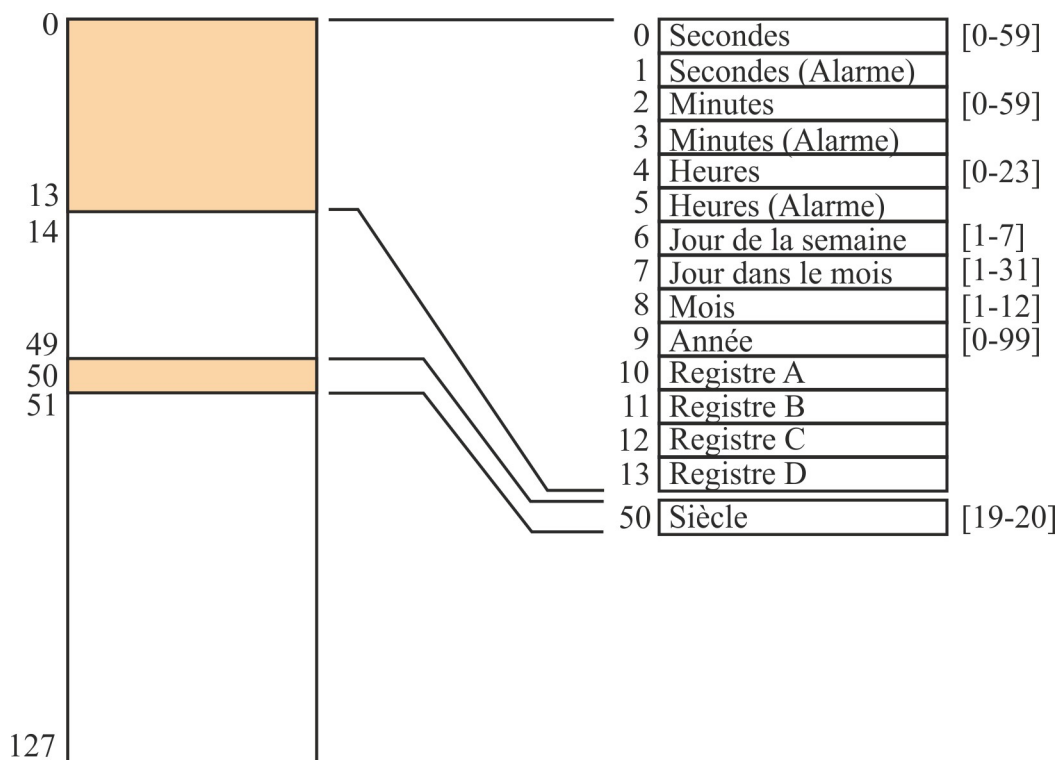 0
13
14
49
50
51
127
0 Secondes [0-59]
1 Secondes (Alarme)
2 Minutes [0-59]
3 Minutes (Alarme)
4 Heures [0-23]
5 Heures (Alarme)
6 Jour de la semaine [1-7]
7 Jour dans le mois [1-31]
8 Mois [1-12]
9 Année [0-99]
10 Registre A
11 Registre B
12 Registre C
13 Registre D
50 Siècle [19-20]